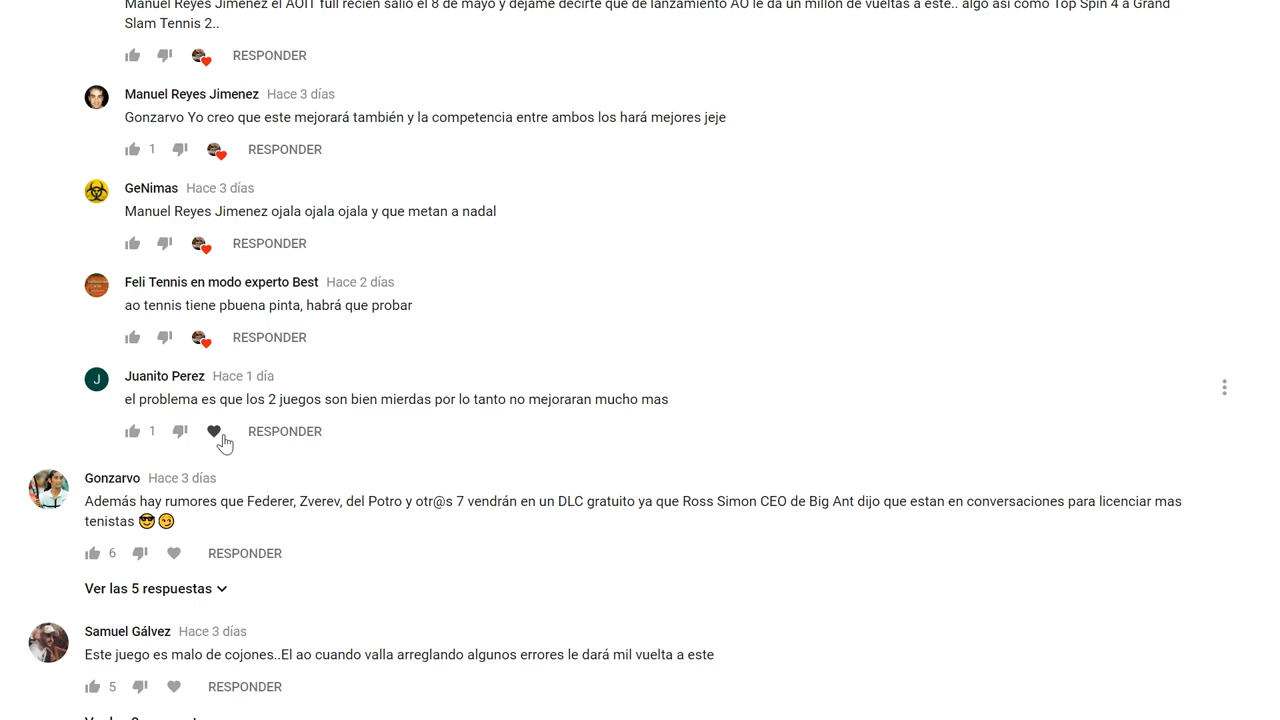 Manuel Reyes Jimenez el AOIT full recien salio el 8 de mayo y dejame decirte que de lanzamiento AO le da un millon de vueltas a este.. algo asi como Top Spin 4 a Grand
Slam Tennis 2..
RESPONDER
Manuel Reyes Jimenez Hace 3 días
Gonzarvo Yo creo que este mejorará también y la competencia entre ambos los hará mejores jeje
1 RESPONDER
GeNimas Hace 3 días
Manuel Reyes Jimenez ojala ojala ojala y que metan a nadal
RESPONDER
Feli Tennis en modo experto Best Hace 2 días
ao tennis tiene pbuena pinta, habrá que probar
RESPONDER
J
Juanito Perez Hace 1 día
el problema es que los 2 juegos son bien mierdas por lo tanto no mejoraran mucho mas
1 RESPONDER
Gonzarvo Hace 3 días
Además hay rumores que Federer, Zverev, del Potro y otr@s 7 vendrán en un DLC gratuito ya que Ross Simon CEO de Big Ant dijo que estan en conversaciones para licenciar mas
tenistas 😎😏
6 RESPONDER
Ver las 5 respuestas
Samuel Gálvez Hace 3 días
Este juego es malo de cojones..El ao cuando valla arreglando algunos errores le dará mil vuelta a este
5 RESPONDER